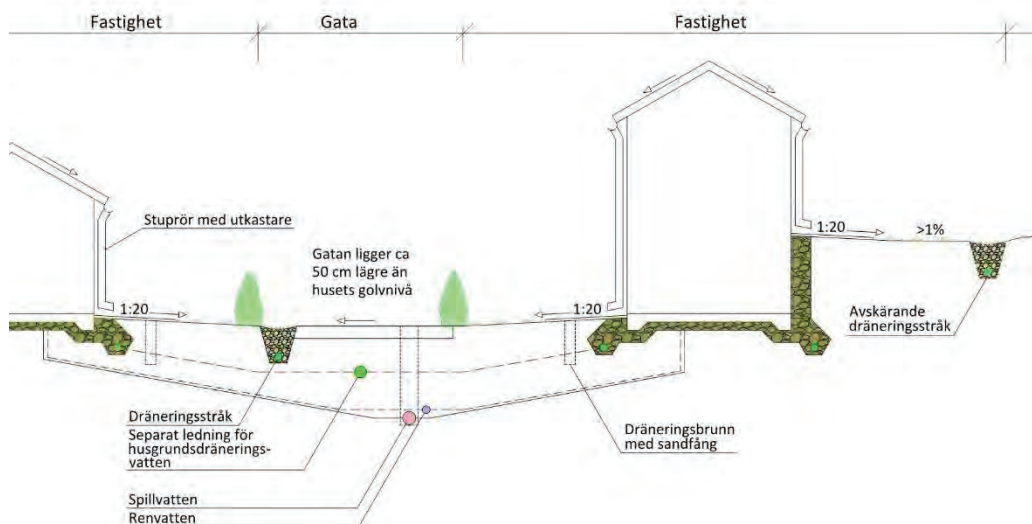 Fastighet
Gata
Fastighet
Stuprör med utkastare
Gatan ligger ca
50 cm lägre än
husets golvnivå
1:20
1:20
1:20
>1%
Avskärande
dräneringsstråk
Dräneringsstråk
Separat ledning för
husgrundsdränerings-
vatten
Dräneringsbrunn
med sandfång
Spillvatten
Renvatten